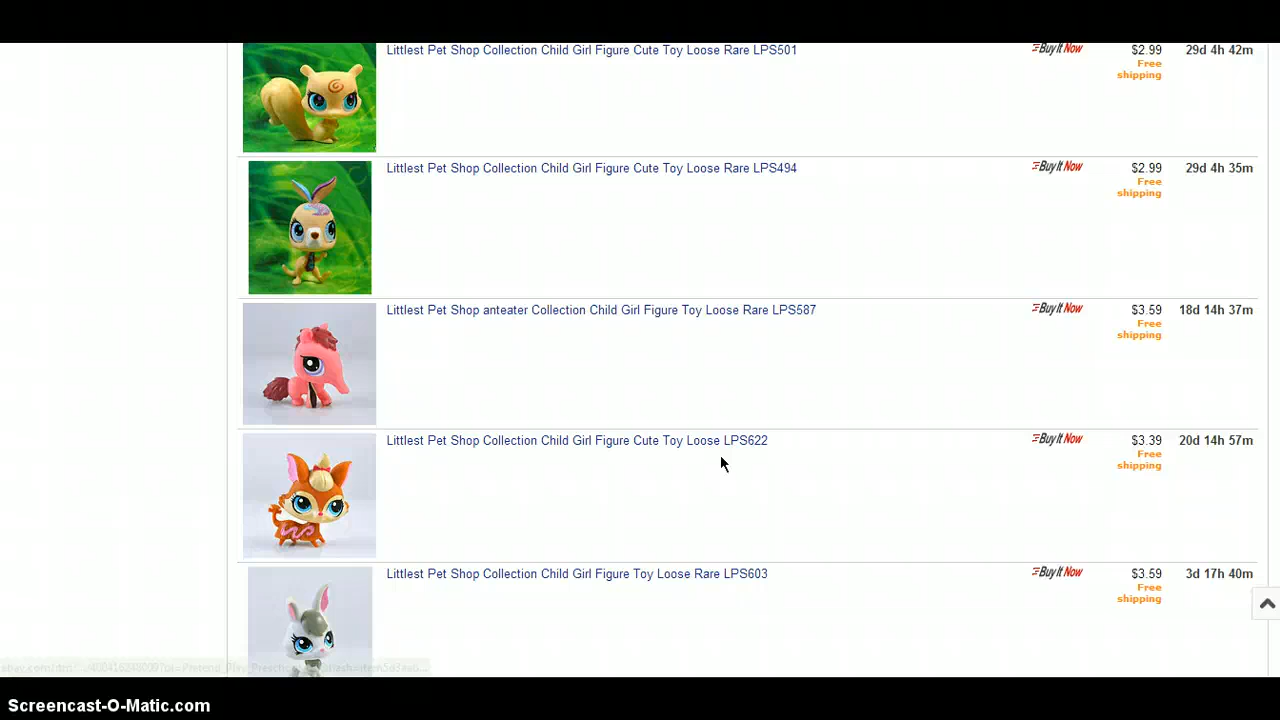 Littlest Pet Shop Collection Child Girl Figure Cute Toy Loose Rare LPS501
Buy It Now
$2.99
29d 4h 42m
Free
shipping
Littlest Pet Shop Collection Child Girl Figure Cute Toy Loose Rare LPS494
Buy It Now
$2.99
29d 4h 35m
Free
shipping
Littlest Pet Shop anteater Collection Child Girl Figure Toy Loose Rare LPS587
Buy It Now
$3.59
18d 14h 37m
Free
shipping
Littlest Pet Shop Collection Child Girl Figure Cute Toy Loose LPS622
Buy It Now
$3.39
20d 14h 57m
Free
shipping
Littlest Pet Shop Collection Child Girl Figure Toy Loose Rare LPS603
Buy It Now
$3.59
3d 17h 40m
Free
shipping
Screencast-O-Matic.com